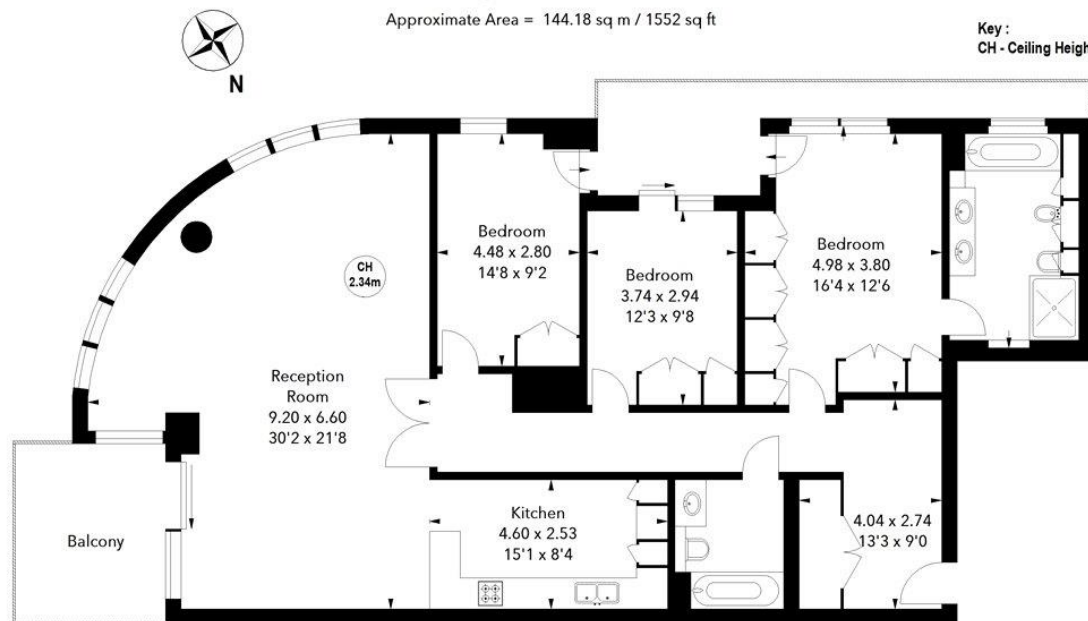 Approximate Area = 144.18 sq m / 1552 sq ft
Key :
CH - Ceiling Heigh
N
CH
2.34m
Bedroom
4.48 x 2.80
14'8 x 9'2
Bedroom
3.74 x 2.94
12'3 x 9'8
Bedroom
4.98 x 3.80
16'4 x 12'6
Reception
Room
9.20 x 6.60
30'2 x 21'8
Balcony
Kitchen
4.60 x 2.53
15'1 x 8'4
4.04 x 2.74
13'3 x 9'0